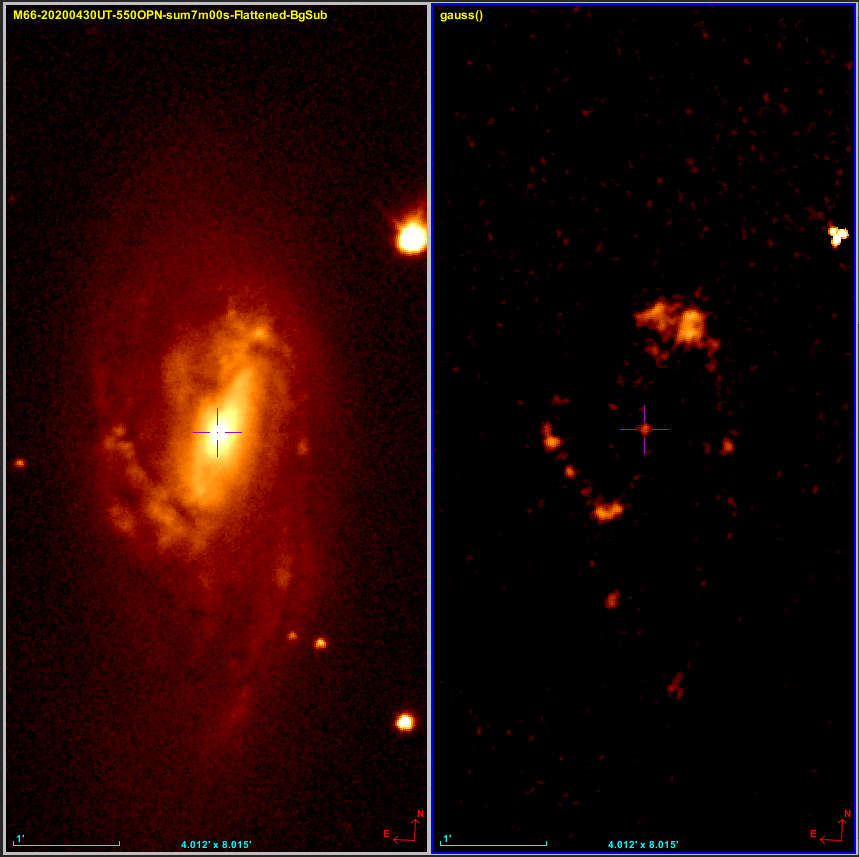 M66-20200430UT-550OPN-sum7m00s-Flattened-BgSub
gauss()
1'
4.012' x 8.015'
E
N
1'
4.012' x 8.015'
E
N